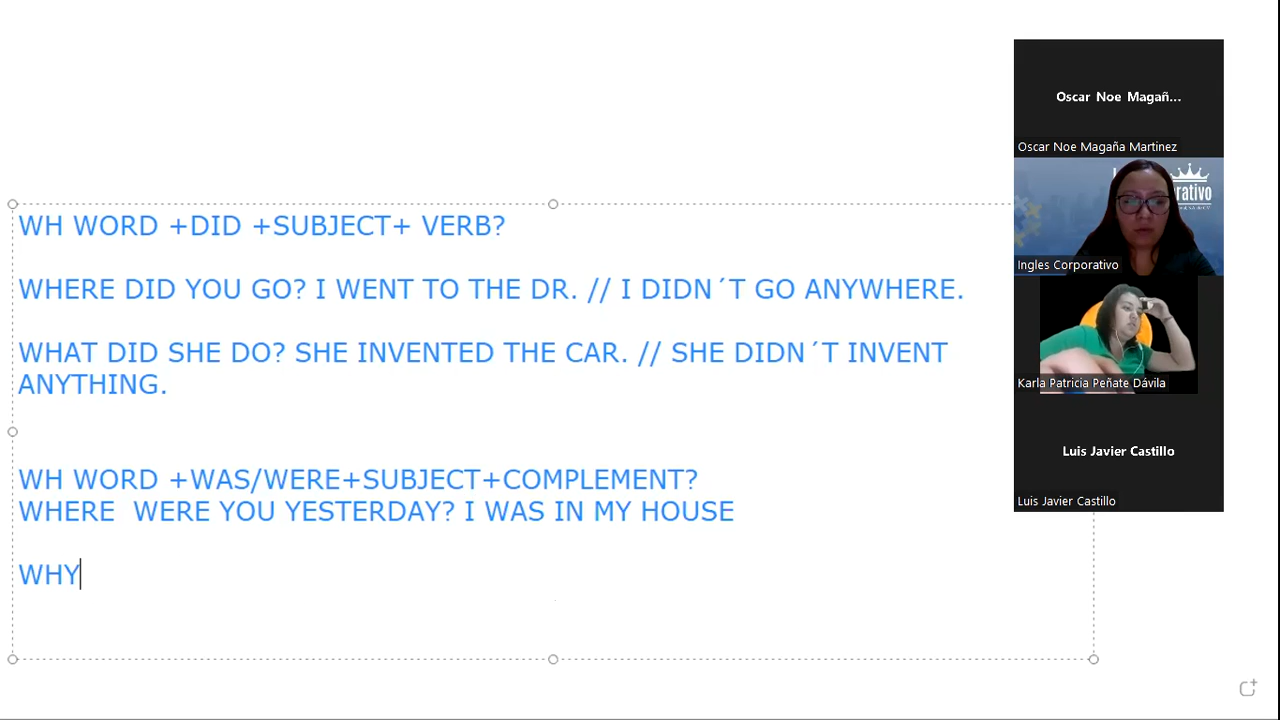 Oscar Noe Magañ...
Oscar Noe Magaña Martinez
rativo
Ingles Corporativo
Karla Patricia Peñate Dávila
Luis Javier Castillo
Luis Javier Castillo
WH WORD +DID +SUBJECT+ VERB?
WHERE DID YOU GO? I WENT TO THE DR. // I DIDN´T GO ANYWHERE.
WHAT DID SHE DO? SHE INVENTED THE CAR. // SHE DIDN´T INVENT
ANYTHING.
WH WORD +WAS/WERE+SUBJECT+COMPLEMENT?
WHERE  WERE YOU YESTERDAY? I WAS IN MY HOUSE
WHY